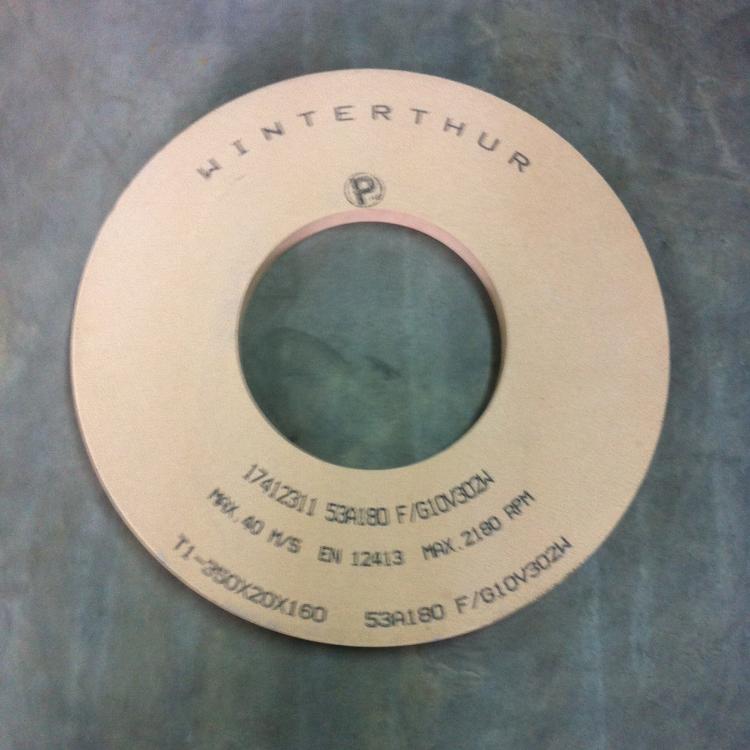 WINTERTHUR
P
17412311 53A180 F/G10V302W
MAX.40 M/S EN 12413 MAX.2180 RPM
T1-350X20X160 53A180 F/G10V302W